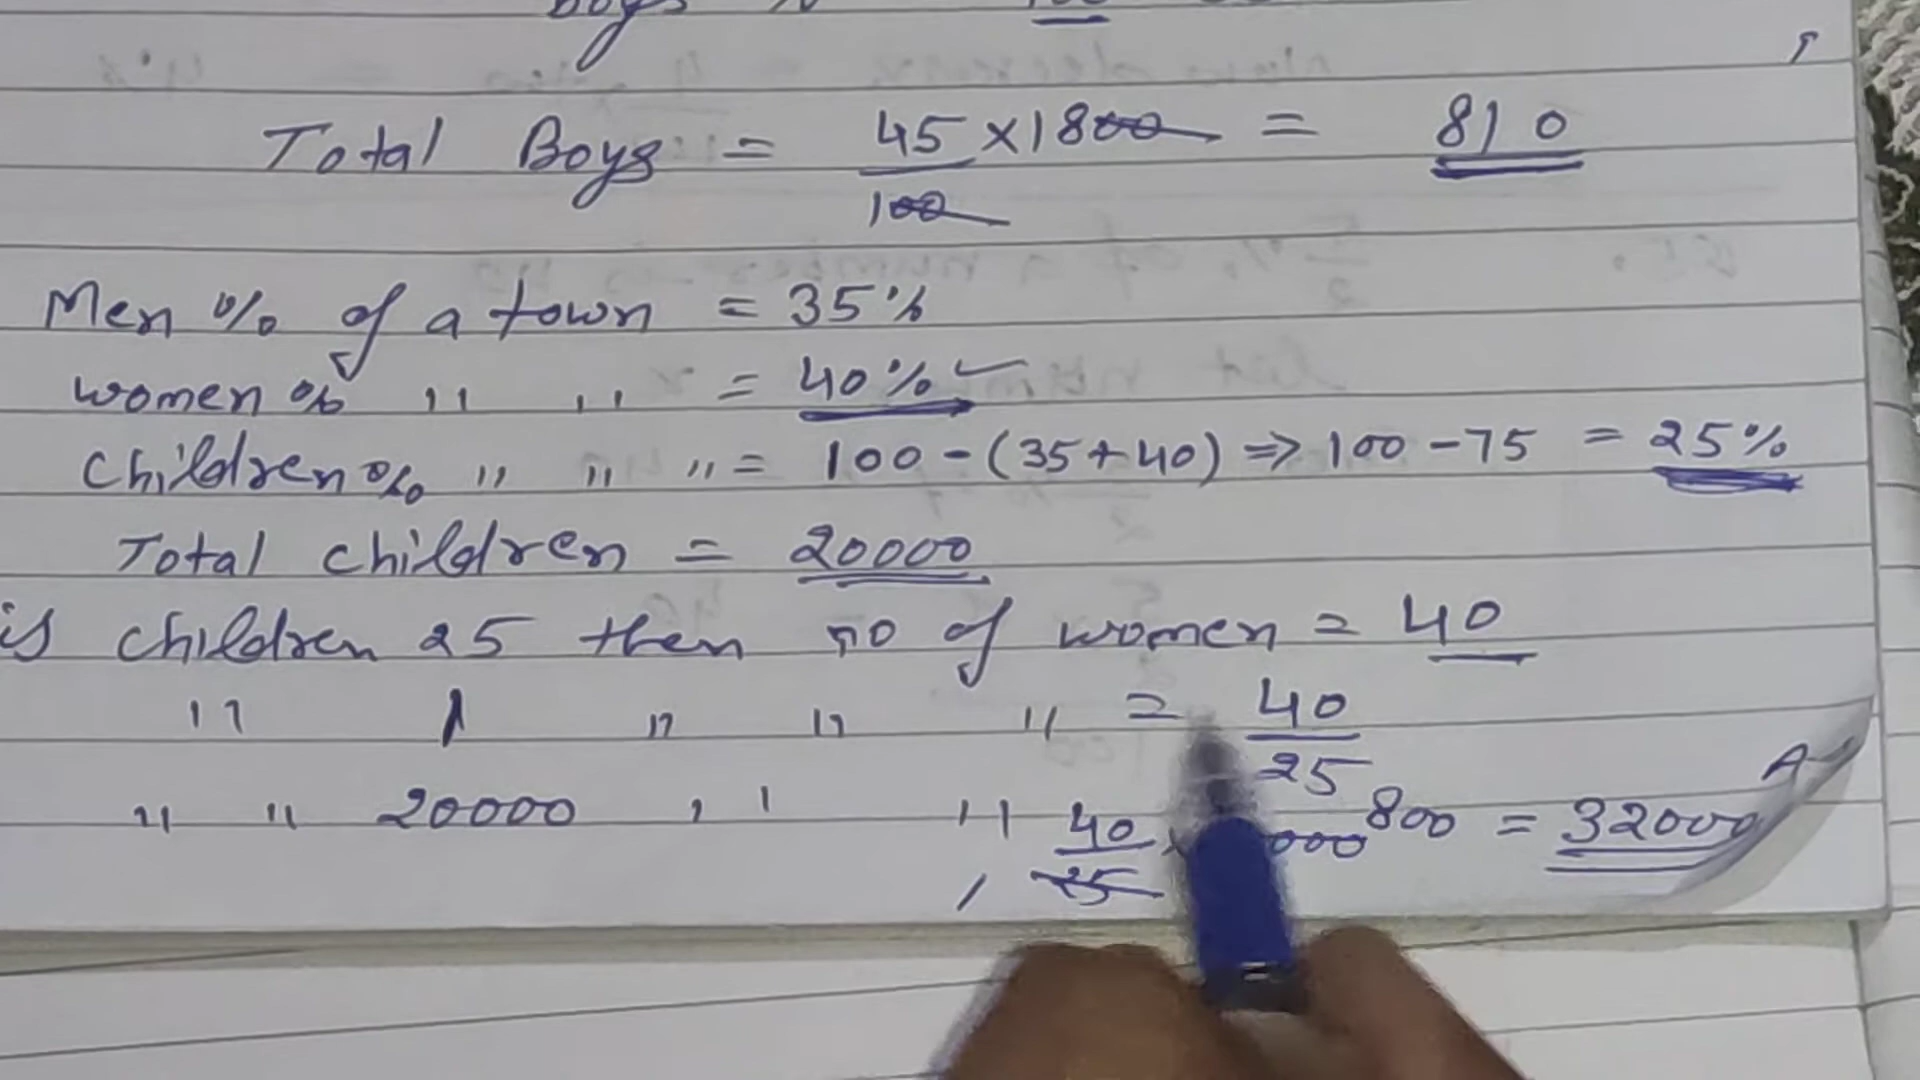 Boys %
Total Boys = 45 × 1800 = 810
100
Men % of a town = 35%
women % " " = 40% ✓
Children % " " " = 100 - (35+40) ⇒ 100 - 75 = 25%
Total children = 20000
is children 25 then no of women = 40
" 1 " " " = 40
25
" " 20000 " " 40 000 800 = 32000 A
25